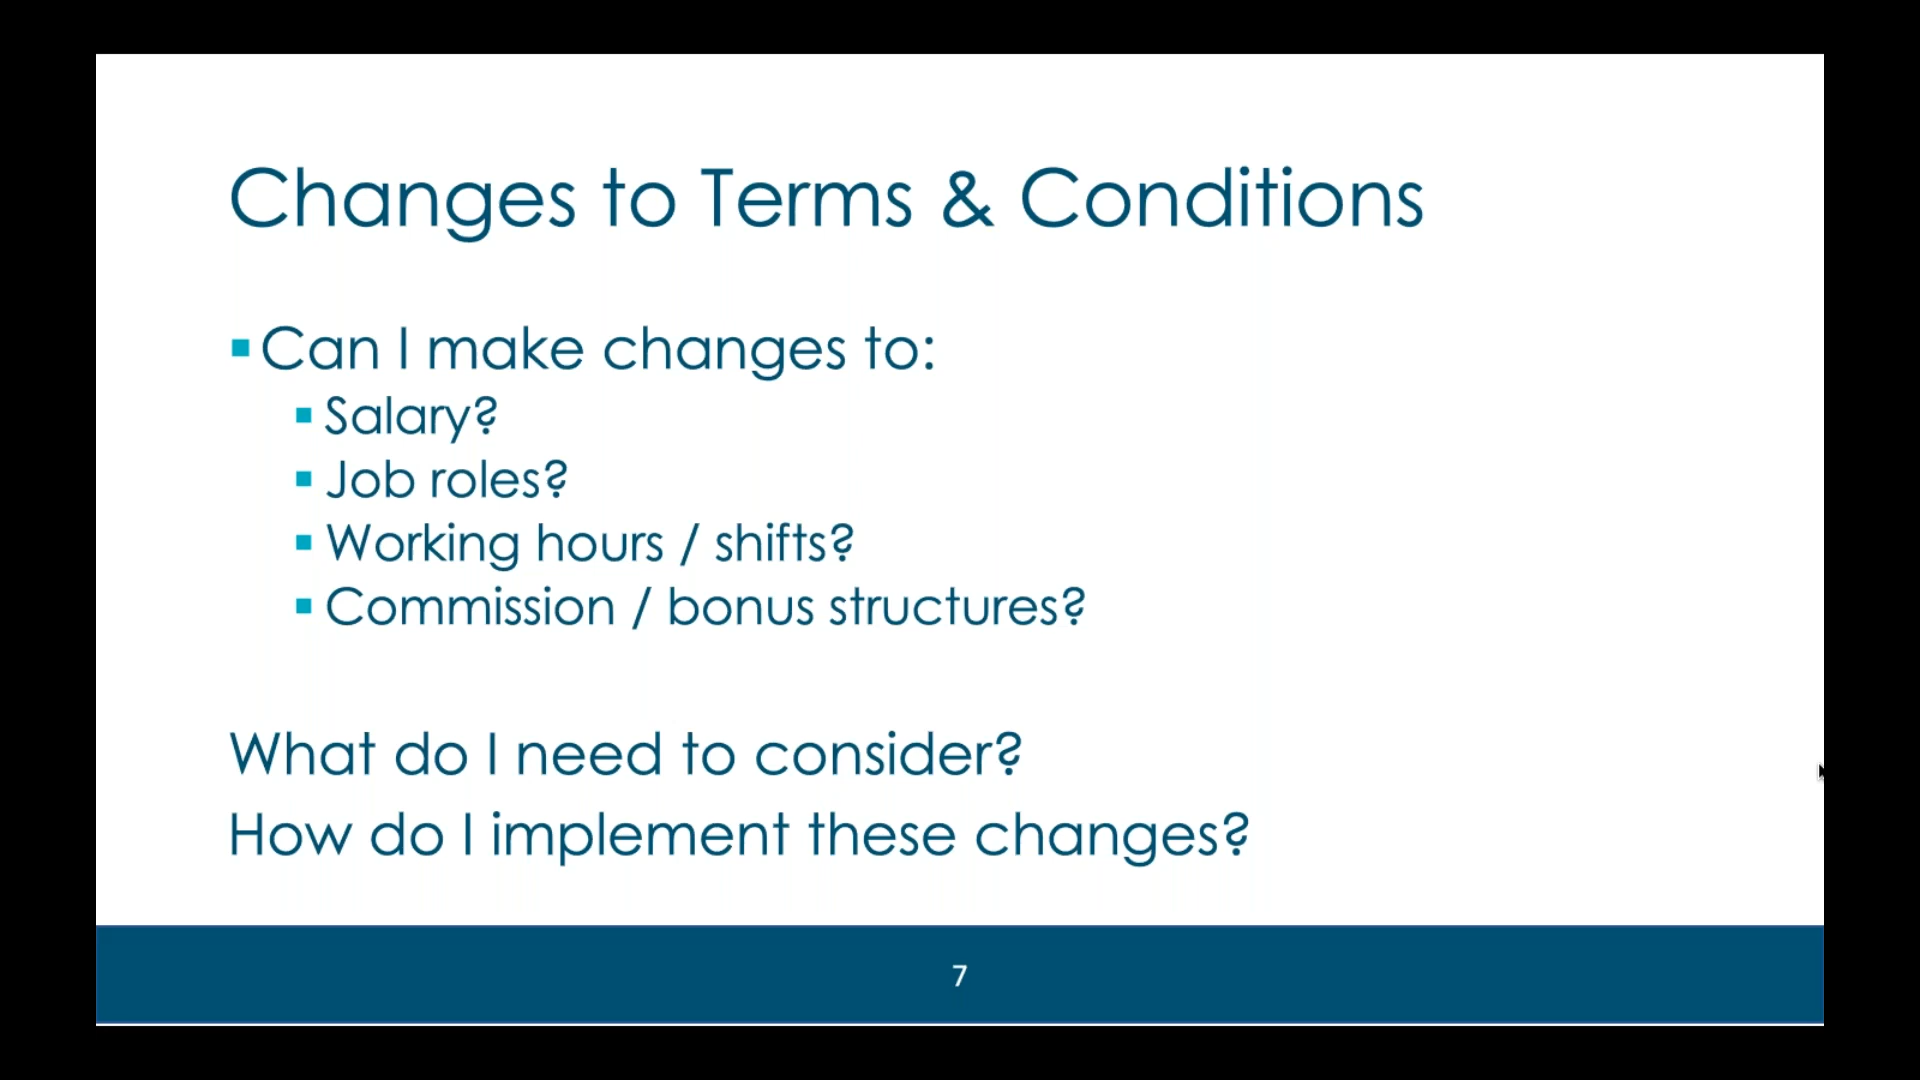 Changes to Terms & Conditions
Can I make changes to:
Salary?
Job roles?
Working hours / shifts?
Commission / bonus structures?
What do I need to consider?
How do I implement these changes?
7